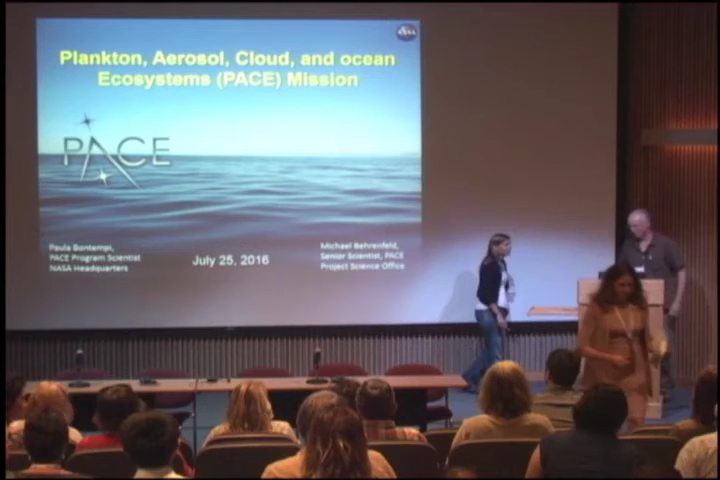 NASA
Plankton, Aerosol, Cloud, and ocean
Ecosystems (PACE) Mission
PACE
Paula Bontempi,
PACE Program Scientist
NASA Headquarters
July 25, 2016
Michael Behrenfeld,
Senior Scientist, PACE
Project Science Office